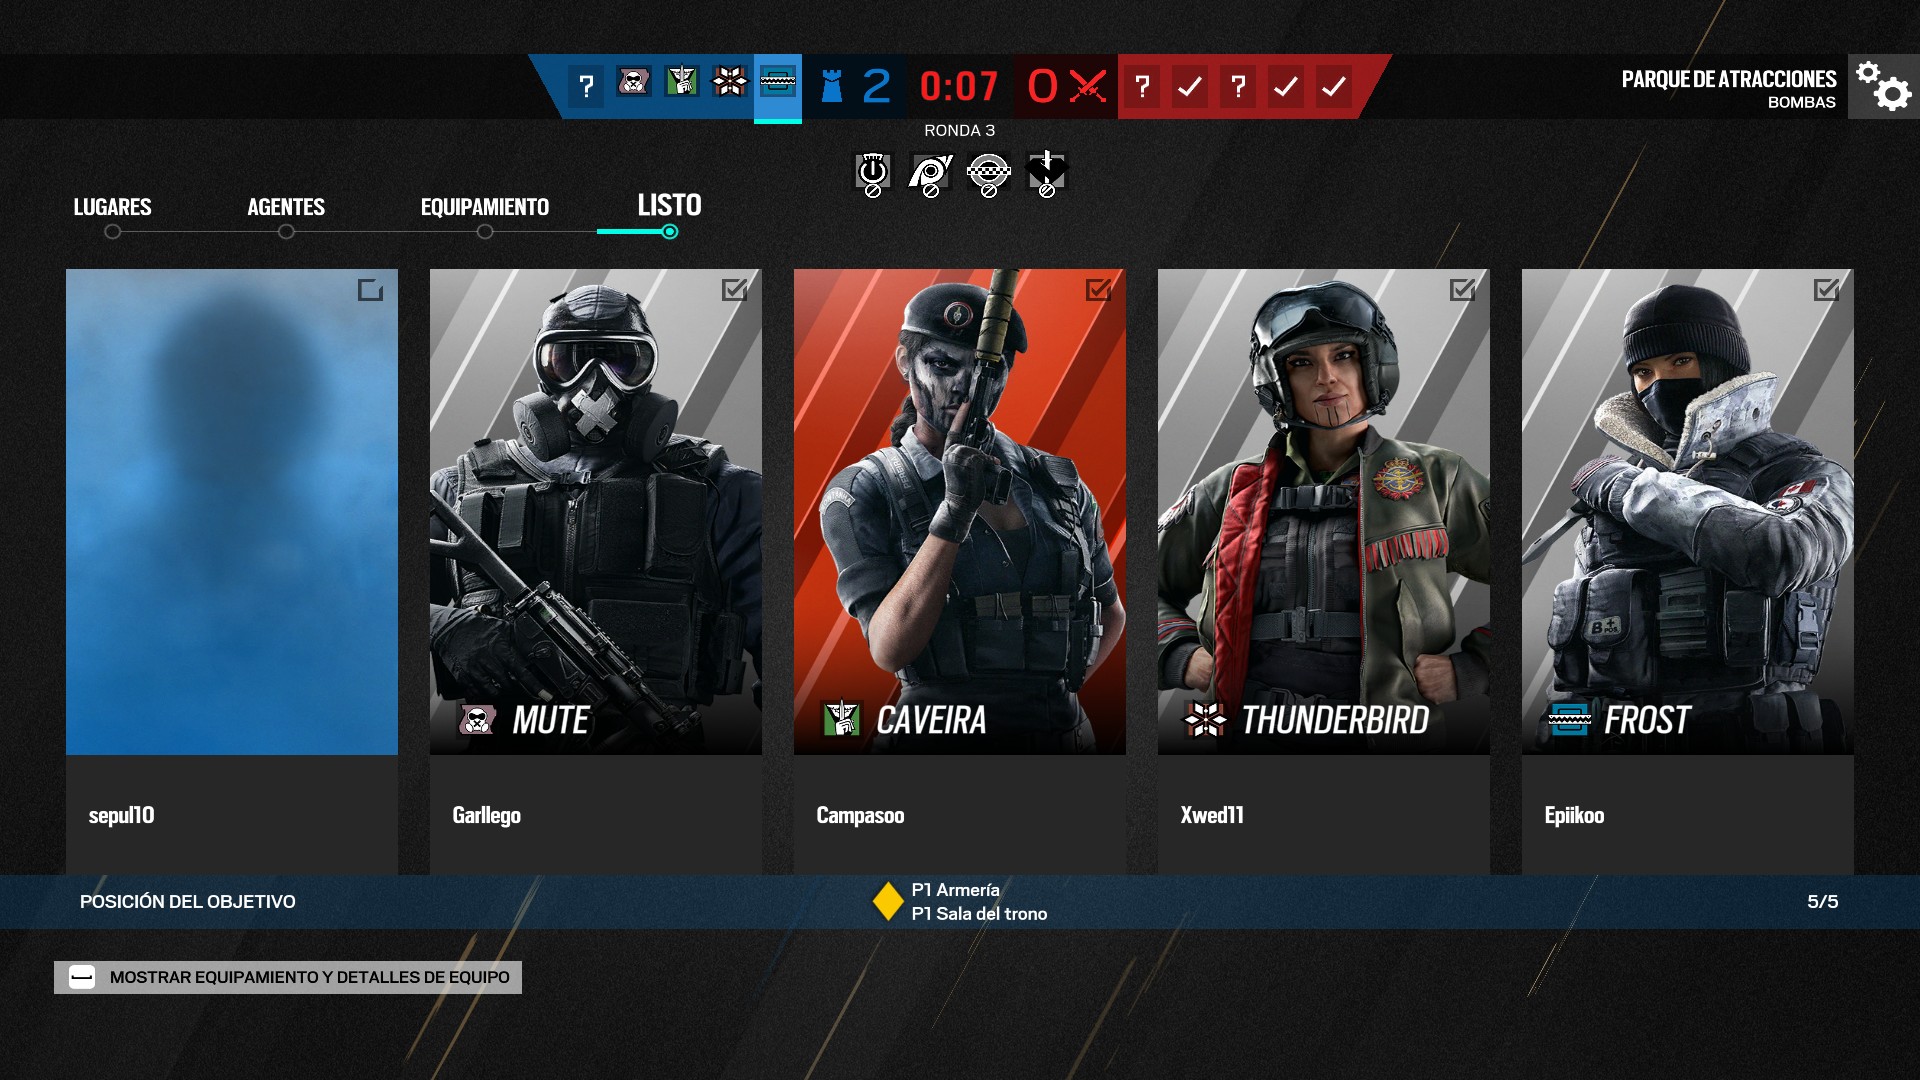 ? 2 0:07 0 ? ?
PARQUE DE ATRACCIONES
BOMBAS
RONDA 3
LUGARES AGENTES EQUIPAMIENTO LISTO
B+
POS
MUTE CAVEIRA THUNDERBIRD FROST
sepul10 Garllego Campasoo Xwed11 Epiikoo
POSICIÓN DEL OBJETIVO
P1 Armería
P1 Sala del trono
5/5
MOSTRAR EQUIPAMIENTO Y DETALLES DE EQUIPO